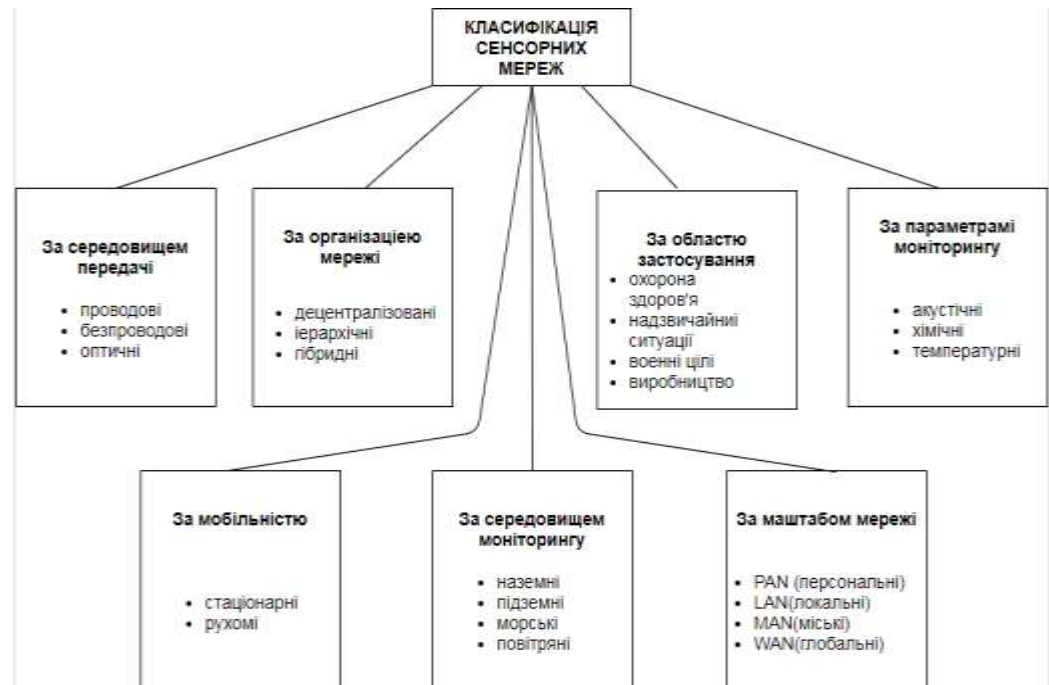 КЛАСИФІКАЦІЯ
СЕНСОРНИХ
МЕРЕЖ
За середовищем
передачі
• проводові
• безпроводові
• оптичні
За організацією
мережі
• децентралізовані
• ієрархічні
• гібридні
За областю
застосування
• охорона
здоров'я
• надзвичайниї
ситуації
• военні цілі
• виробництво
За параметрамі
моніторингу
• акустічні
• хімічні
• температурні
За мобільністю
• стаціонарні
• рухомі
За середовищем
моніторингу
• наземні
• підземні
• морські
• повітряні
За маштабом мережі
• PAN (персональні)
• LAN(локальні)
• MAN(міські)
• WAN(глобальні)